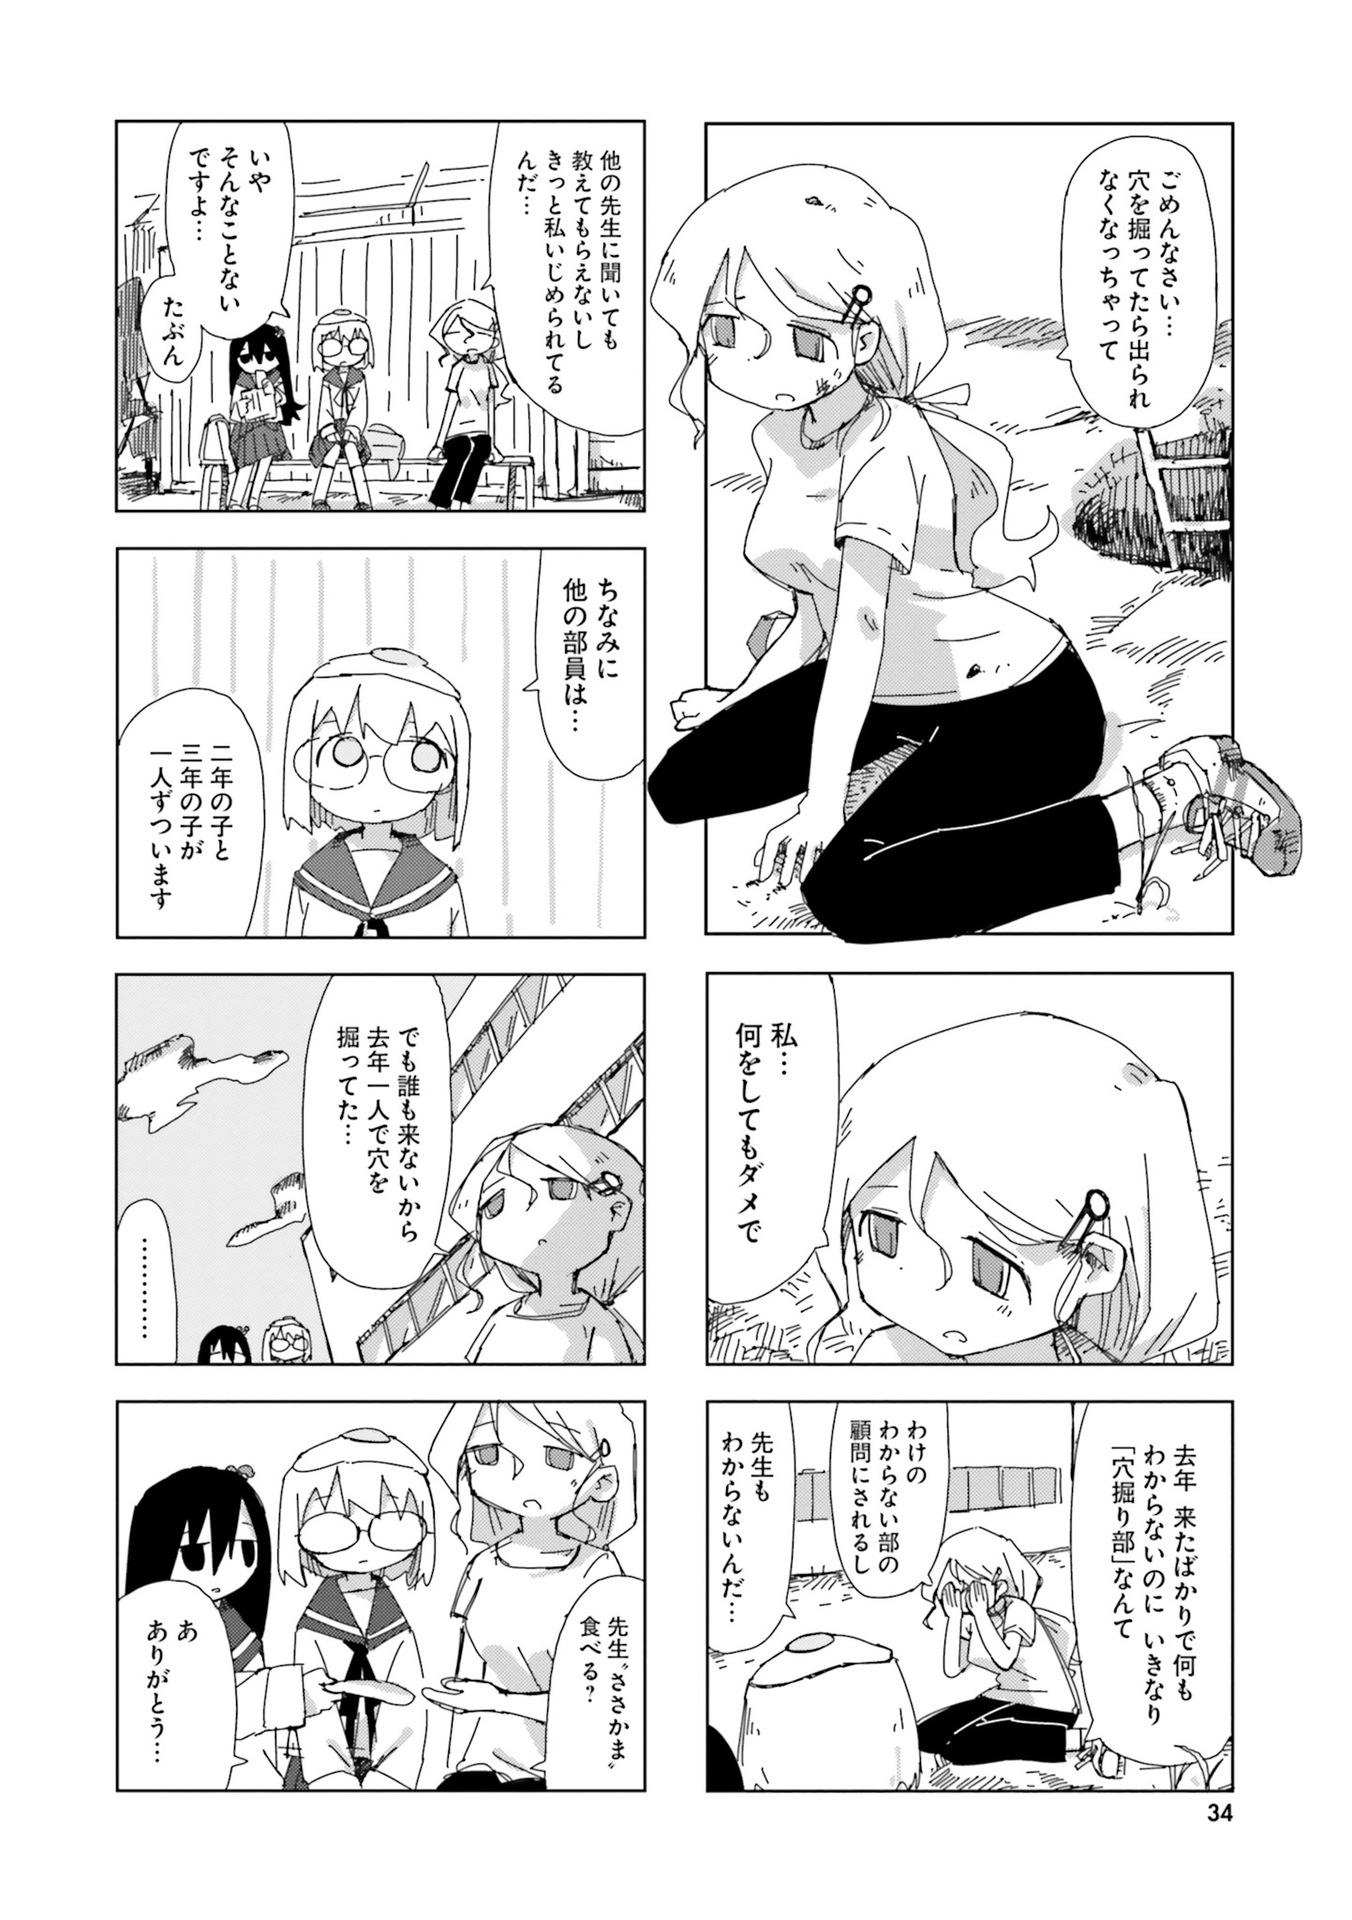 ごめんなさい…
穴を掘ってたら出られ
なくなっちゃって
私…
何をしてもダメで
去年 来たばかりで何も
わからないのに いきなり
「穴掘り部」なんて
わけの
わからない部の
顧問にされるし
先生も
わからないんだ…
他の先生に聞いても
教えてもらえないし
きっと私いじめられてる
んだ…
いや
そんなことない
ですよ…
たぶん
ちなみに
他の部員は…
二年の子と
三年の子が
一人ずついます
でも誰も来ないから
去年一人で穴を
掘ってた…
…………
先生〝ささかま〟
食べる?
あ
ありがとう…
34